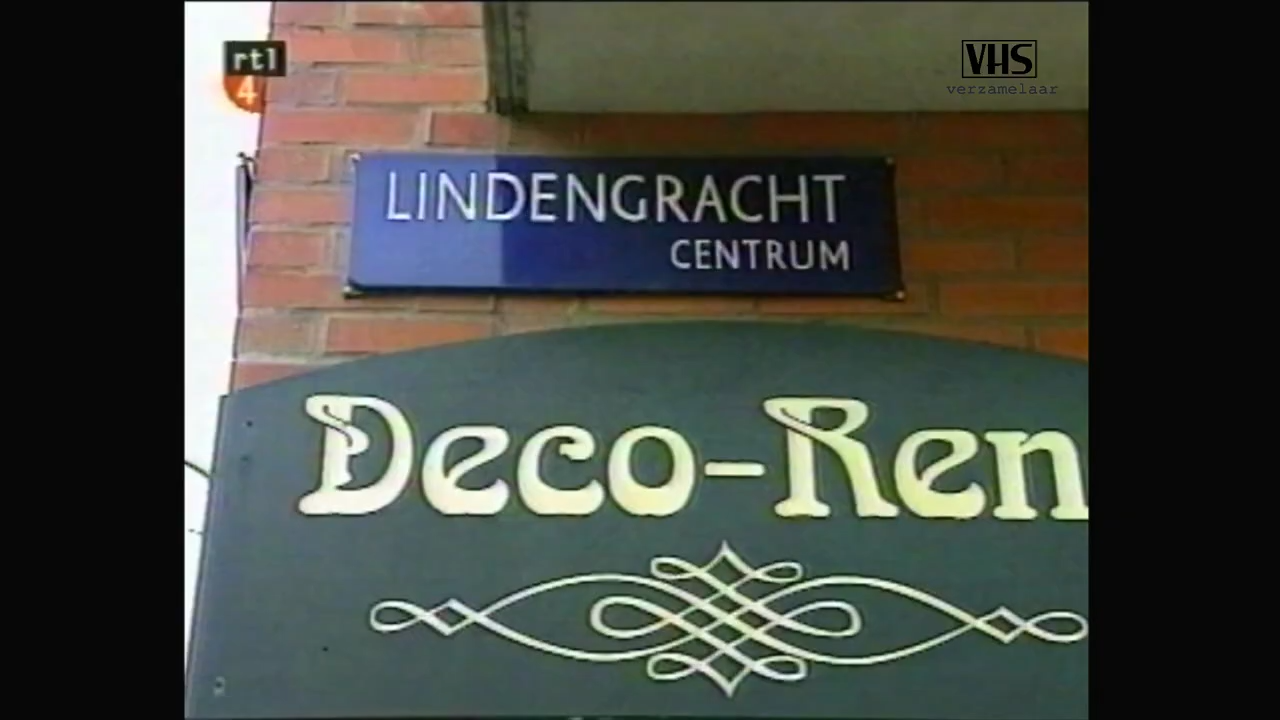 rtl
4
VHS
verzamelaar
LINDENGRACHT
CENTRUM
Deco-Ren